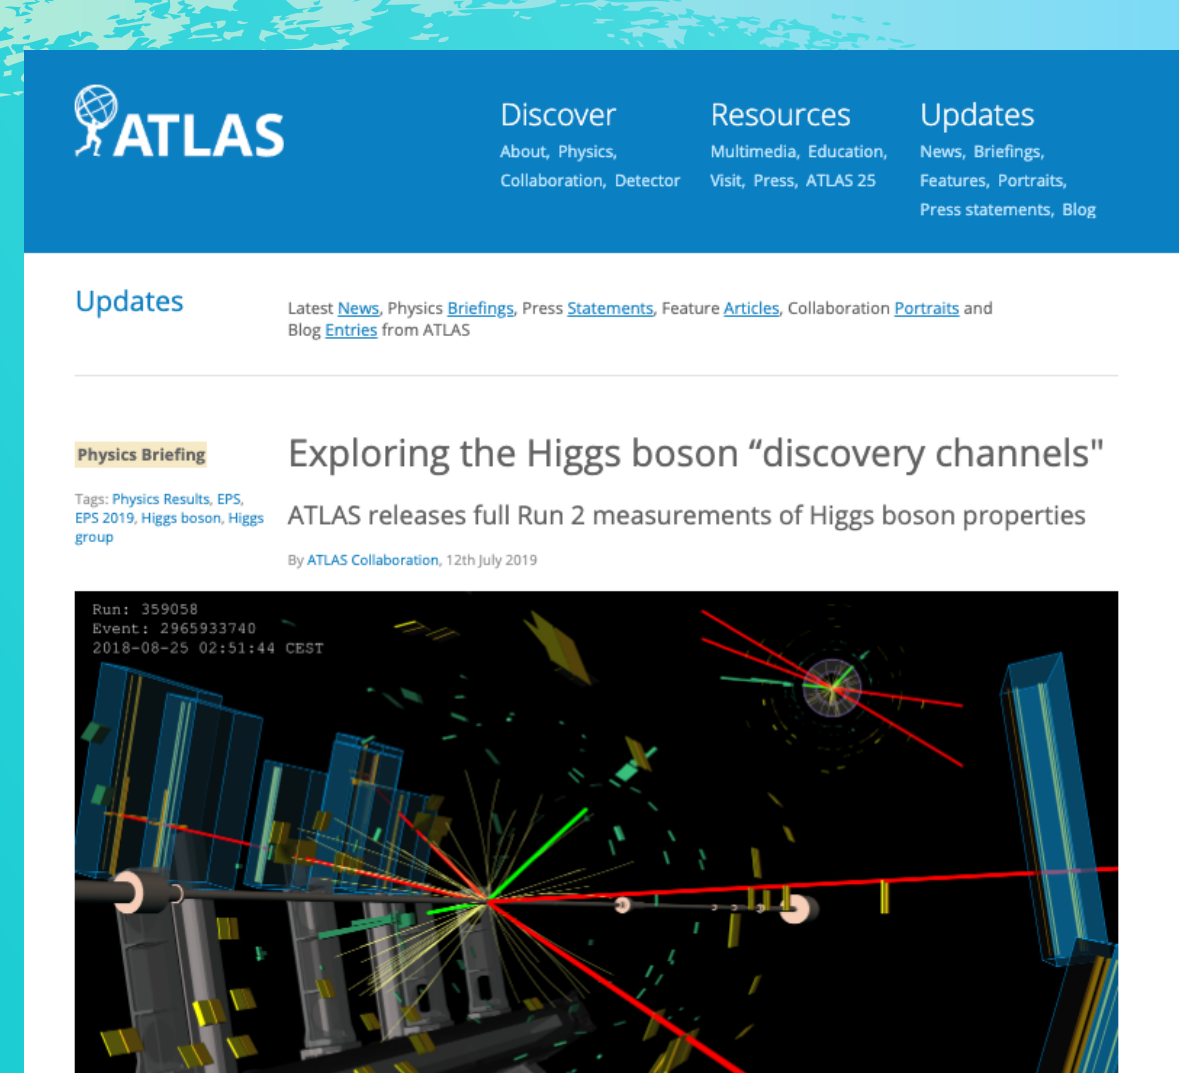 ATLAS
Discover
About, Physics,
Collaboration, Detector
Resources
Multimedia, Education,
Visit, Press, ATLAS 25
Updates
News, Briefings,
Features, Portraits,
Press statements, Blog
Updates
Latest News, Physics Briefings, Press Statements, Feature Articles, Collaboration Portraits and
Blog Entries from ATLAS
Physics Briefing
Tags: Physics Results, EPS,
EPS 2019, Higgs boson, Higgs
group
Exploring the Higgs boson “discovery channels"
ATLAS releases full Run 2 measurements of Higgs boson properties
By ATLAS Collaboration, 12th July 2019
Run: 359058
Event: 2965933740
2018-08-25 02:51:44 CEST